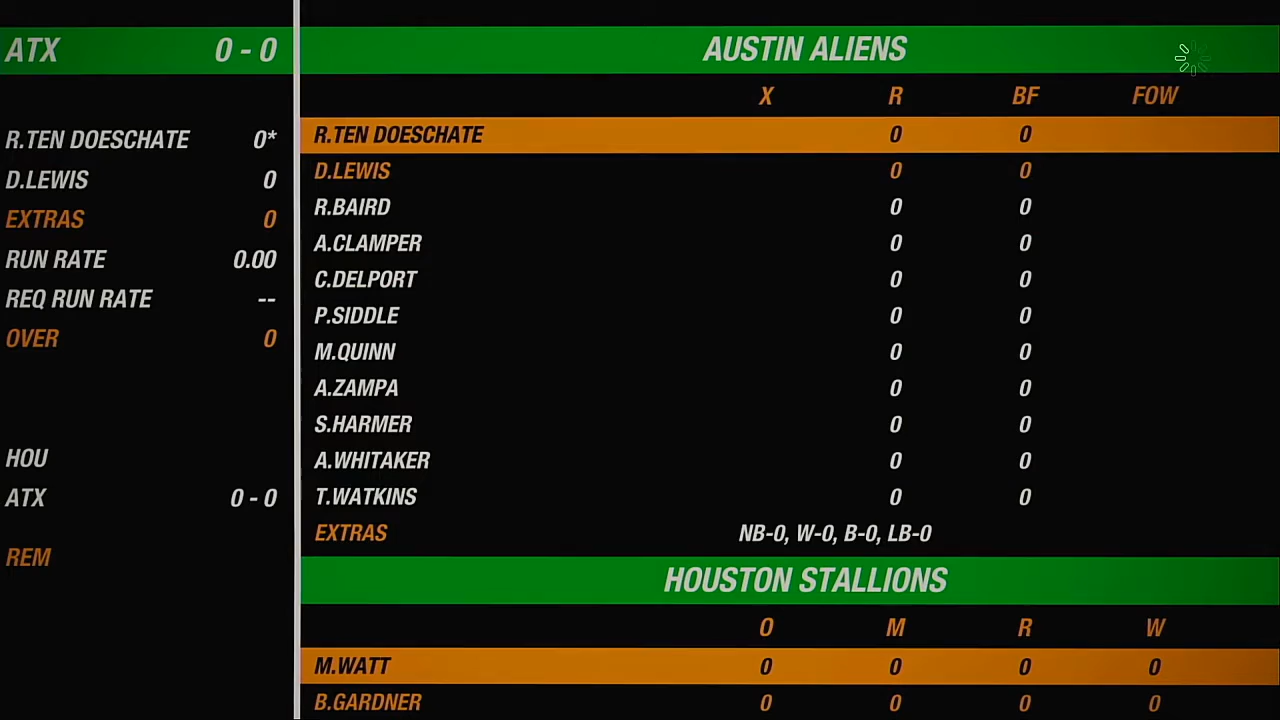 ATX 0 - 0
R.TEN DOESCHATE 0*
D.LEWIS 0
EXTRAS 0
RUN RATE 0.00
REQ RUN RATE --
OVER 0
HOU
ATX 0 - 0
REM
AUSTIN ALIENS
X R BF FOW
R.TEN DOESCHATE 0 0
D.LEWIS 0 0
R.BAIRD 0 0
A.CLAMPER 0 0
C.DELPORT 0 0
P.SIDDLE 0 0
M.QUINN 0 0
A.ZAMPA 0 0
S.HARMER 0 0
A.WHITAKER 0 0
T.WATKINS 0 0
EXTRAS NB-0, W-0, B-0, LB-0
HOUSTON STALLIONS
O M R W
M.WATT 0 0 0 0
B.GARDNER 0 0 0 0